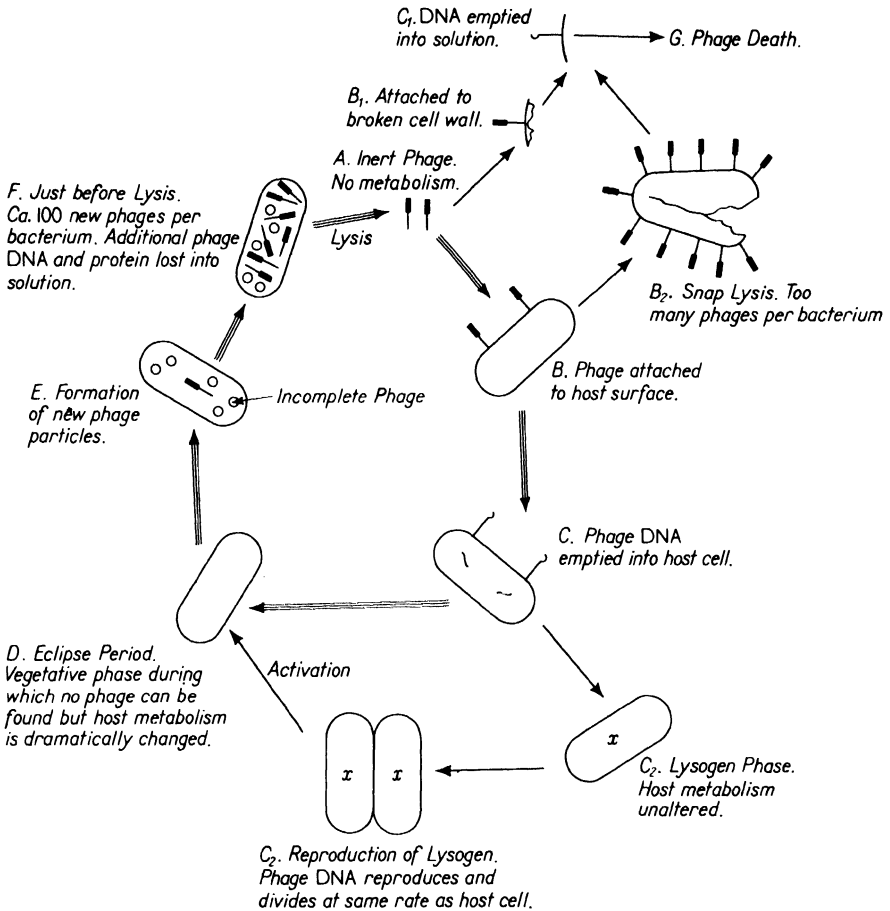 C₁. DNA emptied
into solution.
G. Phage Death.
B₁. Attached to
broken cell wall.
A. Inert Phage.
No metabolism.
F. Just before Lysis.
Ca. 100 new phages per
bacterium. Additional phage
DNA and protein lost into
solution.
Lysis
B₂. Snap Lysis. Too
many phages per bacterium
B. Phage attached
to host surface.
E. Formation
of new phage
particles.
Incomplete Phage
C. Phage DNA
emptied into host cell.
D. Eclipse Period.
Vegetative phase during
which no phage can be
found but host metabolism
is dramatically changed.
Activation
x
x x
C₂. Lysogen Phase.
Host metabolism
unaltered.
C₂. Reproduction of Lysogen.
Phage DNA reproduces and
divides at same rate as host cell.